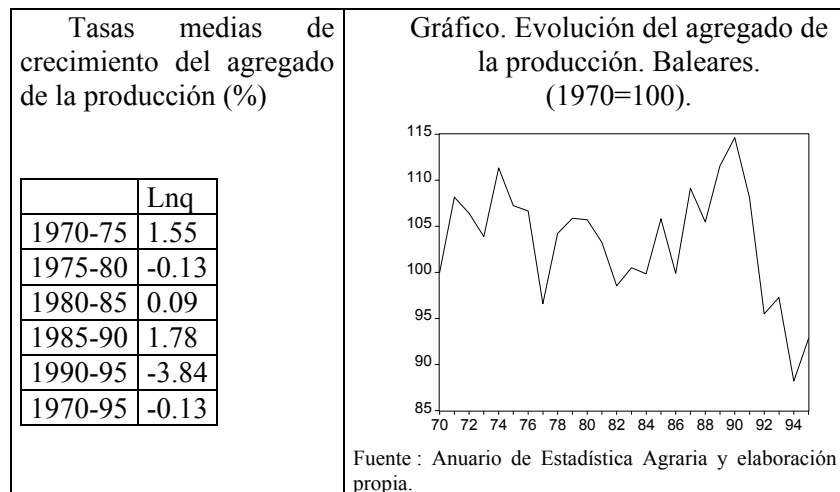 Tasas medias de
crecimiento del agregado
de la producción (%)
Lnq
1970-75 1.55
1975-80 -0.13
1980-85 0.09
1985-90 1.78
1990-95 -3.84
1970-95 -0.13
Gráfico. Evolución del agregado de
la producción. Baleares.
(1970=100).
115
110
105
100
95
90
85
70 72 74 76 78 80 82 84 86 88 90 92 94
Fuente : Anuario de Estadística Agraria y elaboración
propia.